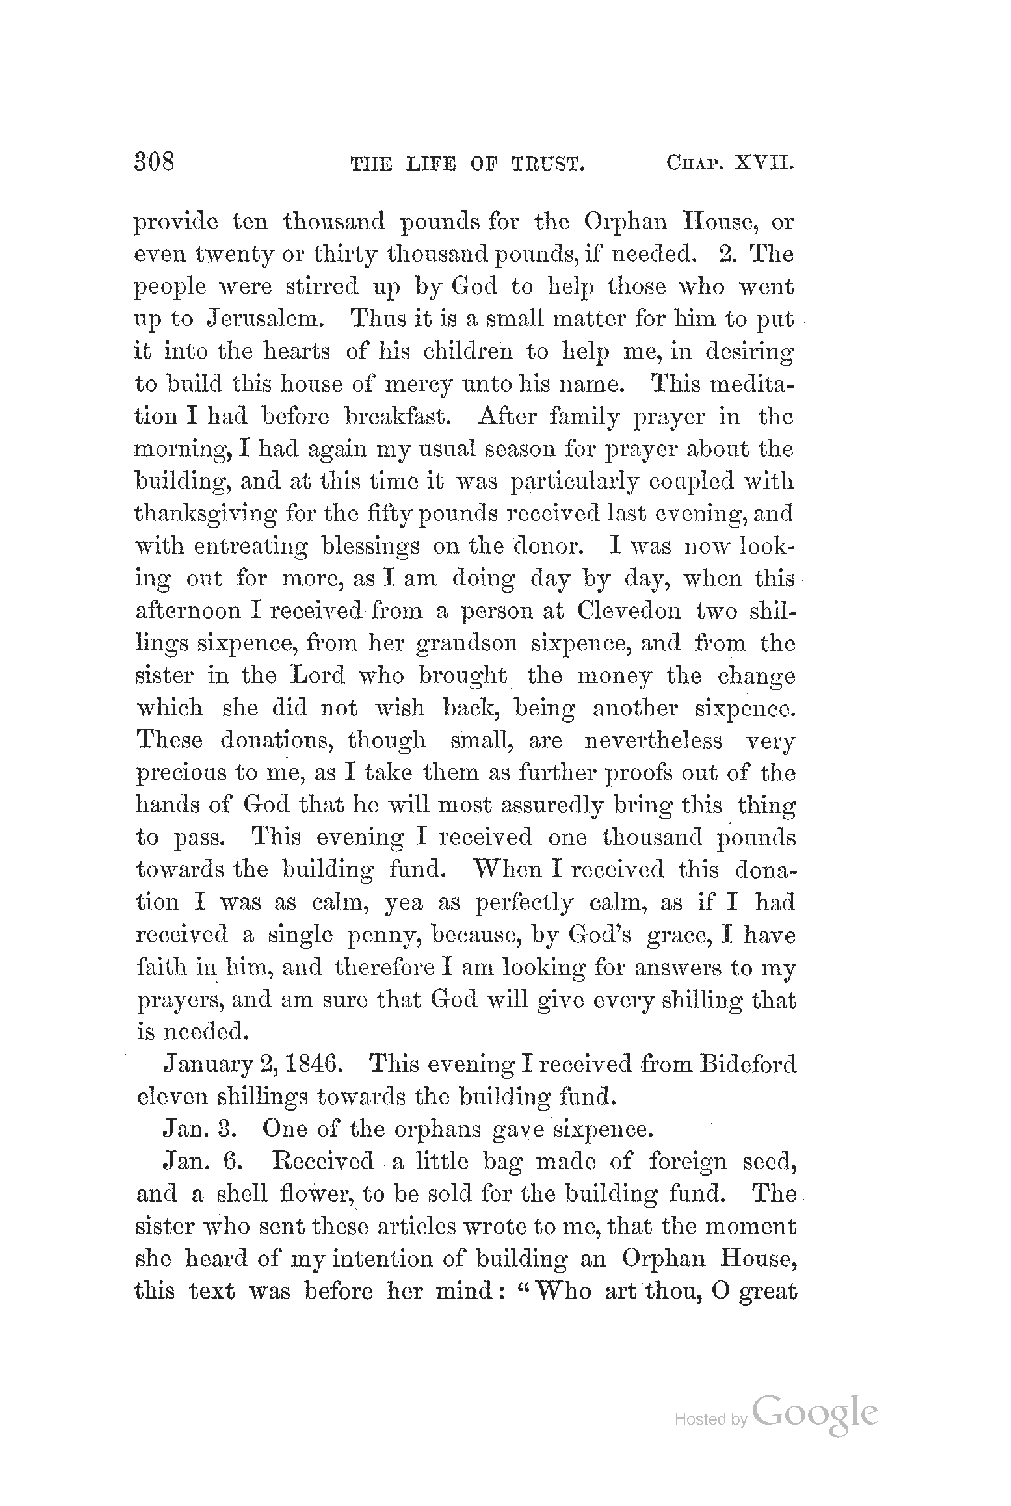 308 THE LIFE OF TRUST. CHAP. XVII.
provide ten thousand pounds for the Orphan House, or
even twenty or thirty thousand pounds, if needed. 2. The
people were stirred up by God to help those who went
up to Jerusalem. Thus it is a small matter for him to put
it into the hearts of his children to help me, in desiring
to build this house of mercy unto his name. This medita-
tion I had before breakfast. After family prayer in the
morning, I had again my usual season for prayer about the
building, and at this time it was particularly coupled with
thanksgiving for the fifty pounds received last evening, and
with entreating blessings on the donor. I was now look-
ing out for more, as I am doing day by day, when this
afternoon I received from a person at Clevedon two shil-
lings sixpence, from her grandson sixpence, and from the
sister in the Lord who brought the money the change
which she did not wish back, being another sixpence.
These donations, though small, are nevertheless very
precious to me, as I take them as further proofs out of the
hands of God that he will most assuredly bring this thing
to pass. This evening I received one thousand pounds
towards the building fund. When I received this dona-
tion I was as calm, yea as perfectly calm, as if I had
received a single penny, because, by God's grace, I have
faith in him, and therefore I am looking for answers to my
prayers, and am sure that God will give every shilling that
is needed.
January 2, 1846. This evening I received from Bideford
eleven shillings towards the building fund.
Jan. 3. One of the orphans gave sixpence.
Jan. 6. Received a little bag made of foreign seed,
and a shell flower, to be sold for the building fund. The
sister who sent these articles wrote to me, that the moment
she heard of my intention of building an Orphan House,
this text was before her mind: "Who art thou, O great
Hosted by Google